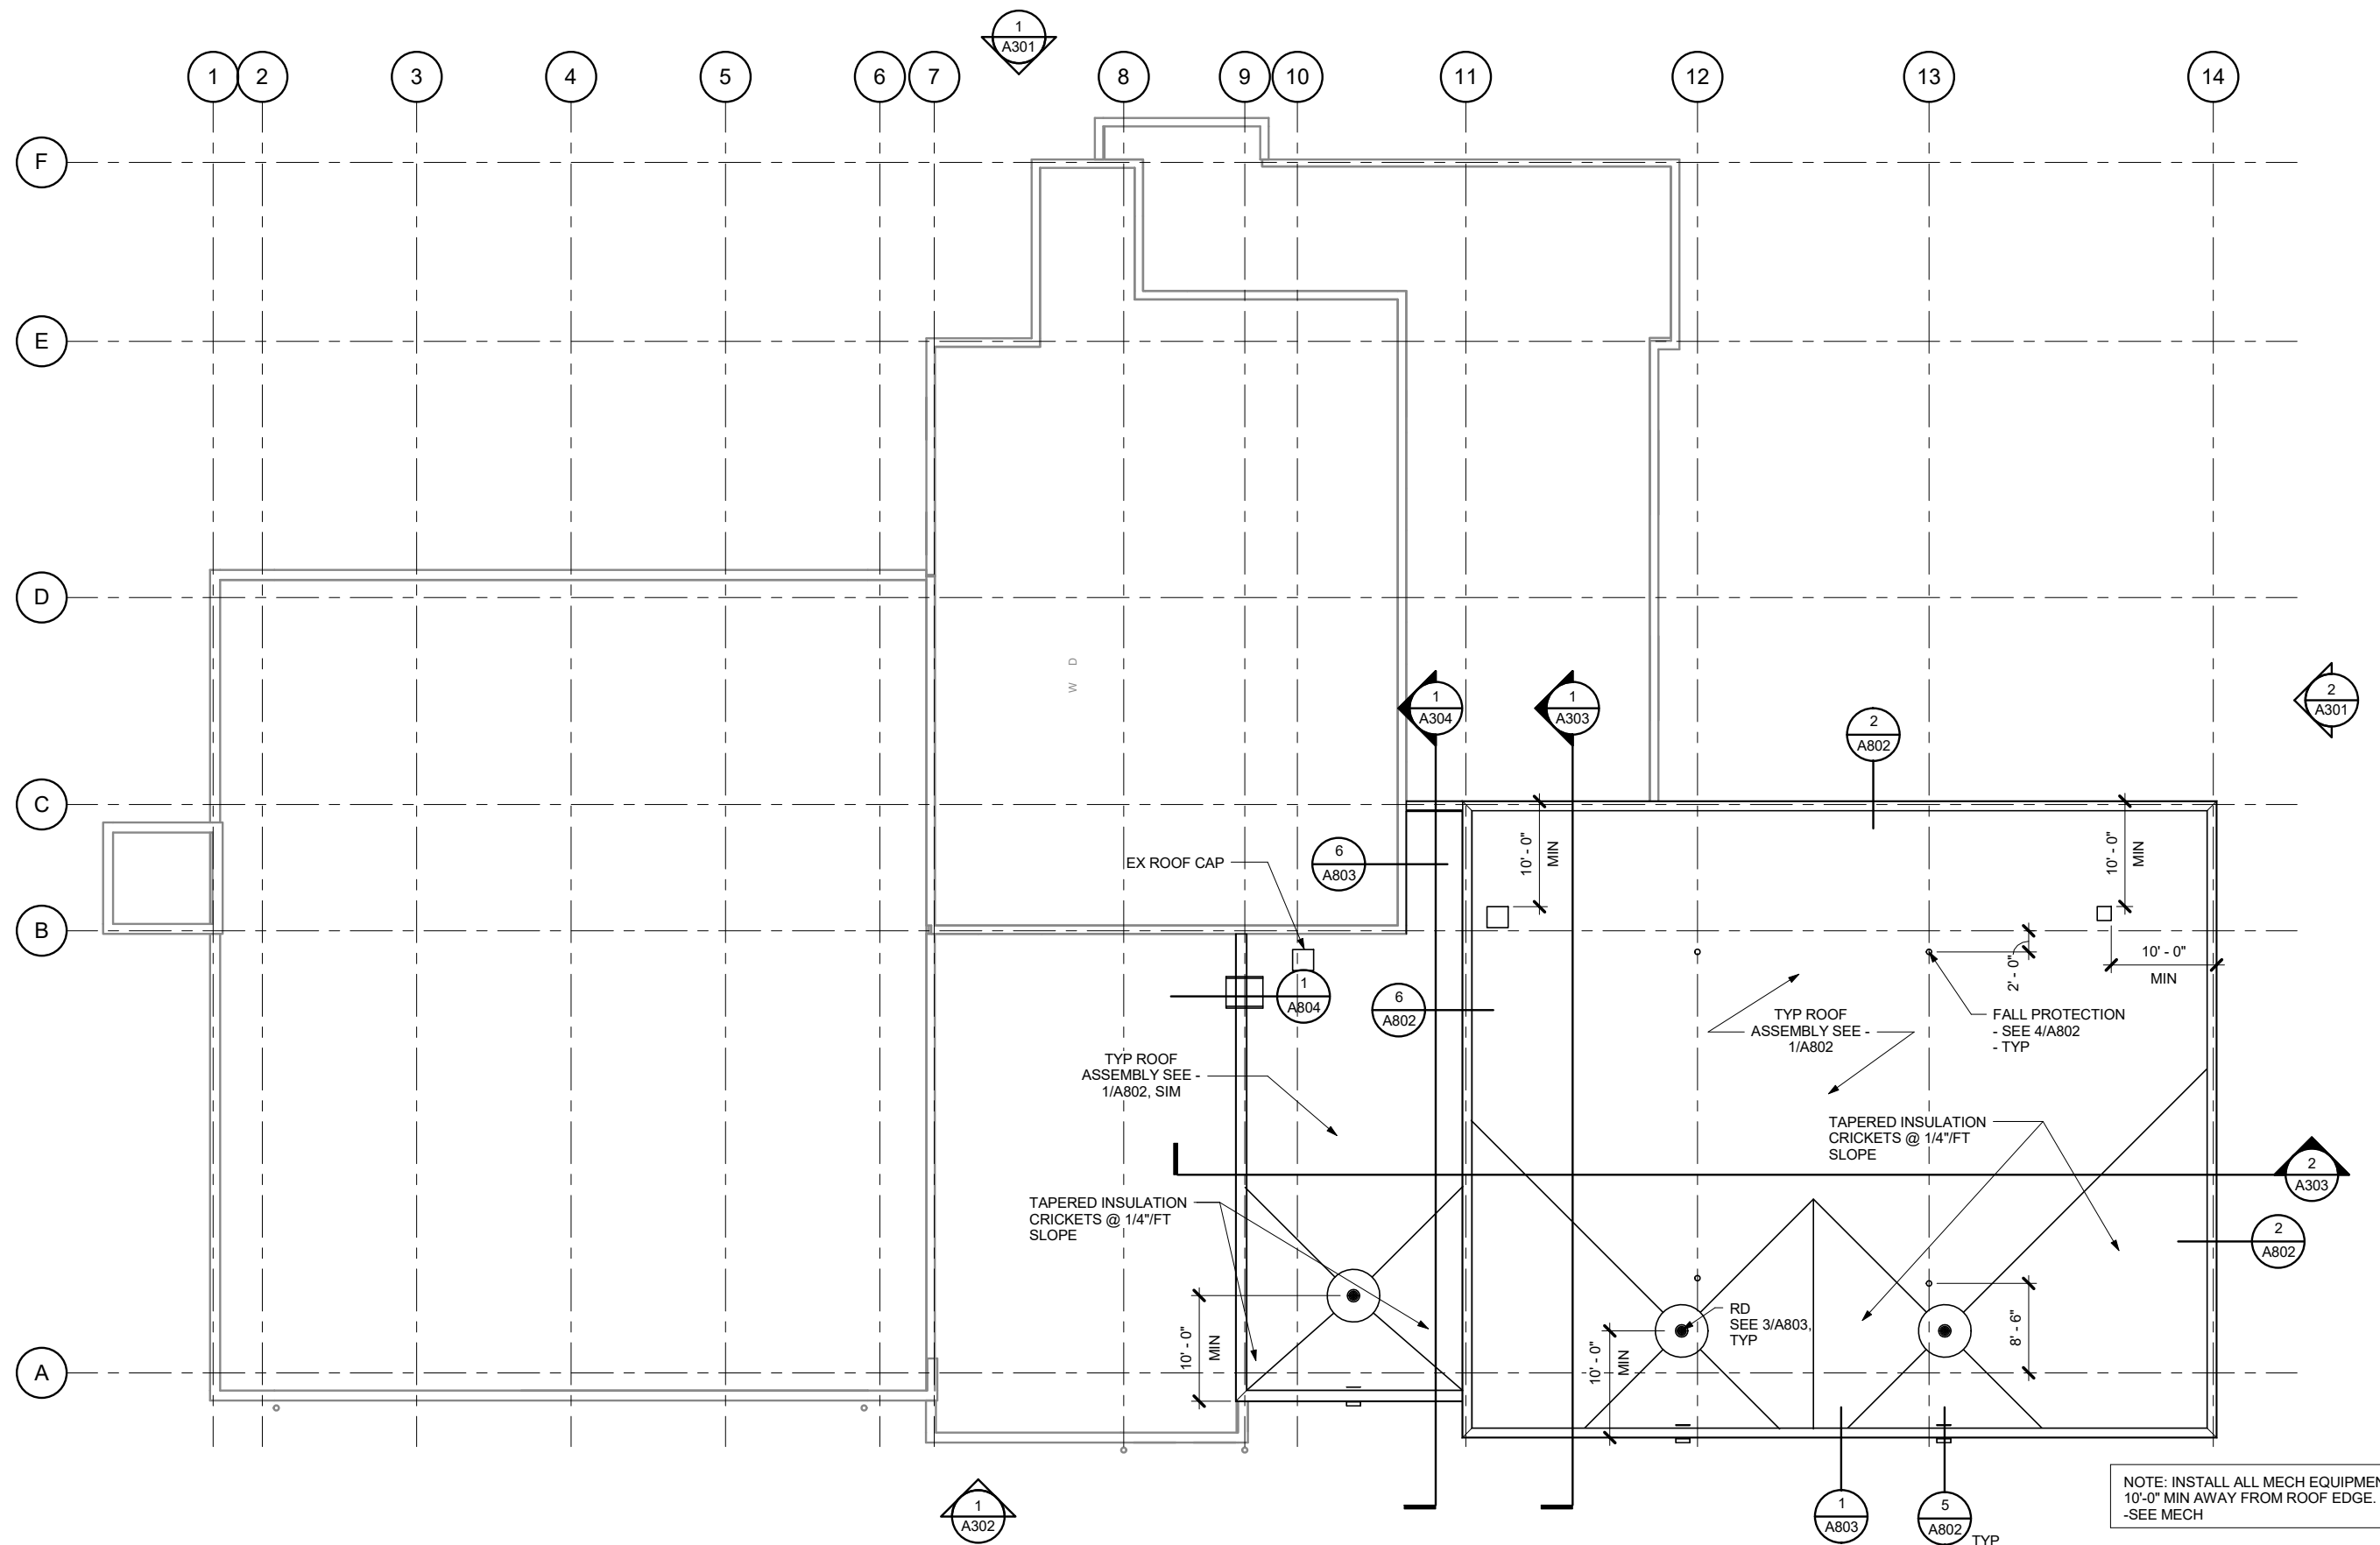 1
A301
1
2
3
4
5
6
7
8
9
10
11
12
13
14
F
E
D
C
B
A
W D
1
A304
1
A303
2
A802
2
A301
EX ROOF CAP
6
A803
10' - 0"
MIN
10' - 0"
MIN
10' - 0"
MIN
2' - 0"
1
A804
6
A802
TYP ROOF
ASSEMBLY SEE -
1/A802
FALL PROTECTION
- SEE 4/A802
- TYP
TYP ROOF
ASSEMBLY SEE -
1/A802, SIM
TAPERED INSULATION
CRICKETS @ 1/4"/FT
SLOPE
2
A303
TAPERED INSULATION
CRICKETS @ 1/4"/FT
SLOPE
2
A802
RD
SEE 3/A803,
TYP
10' - 0"
MIN
10' - 0"
MIN
8' - 6"
1
A302
1
A803
5
A802
TYP
NOTE: INSTALL ALL MECH EQUIPMEN
10'-0" MIN AWAY FROM ROOF EDGE.
-SEE MECH